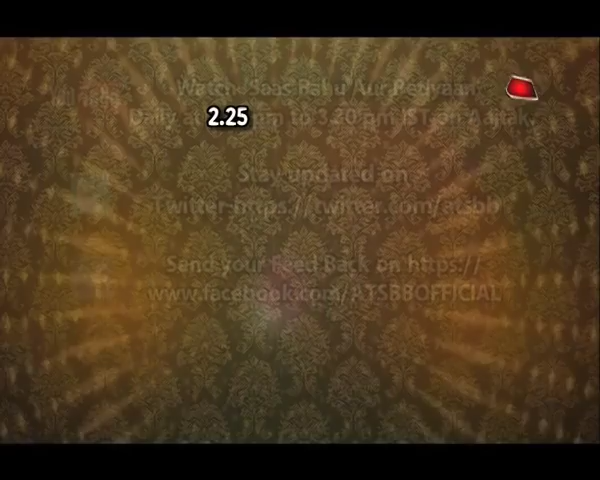 Watch Saas Bahu Aur Betiyaan
Daily at 2.25 pm to 3.20 pm IST on Aajtak.
Stay updated on
Twitter-https://twitter.com/atsbb
Send your Feed Back on https://
www.facebook.com/ATSBBOFFICIAL